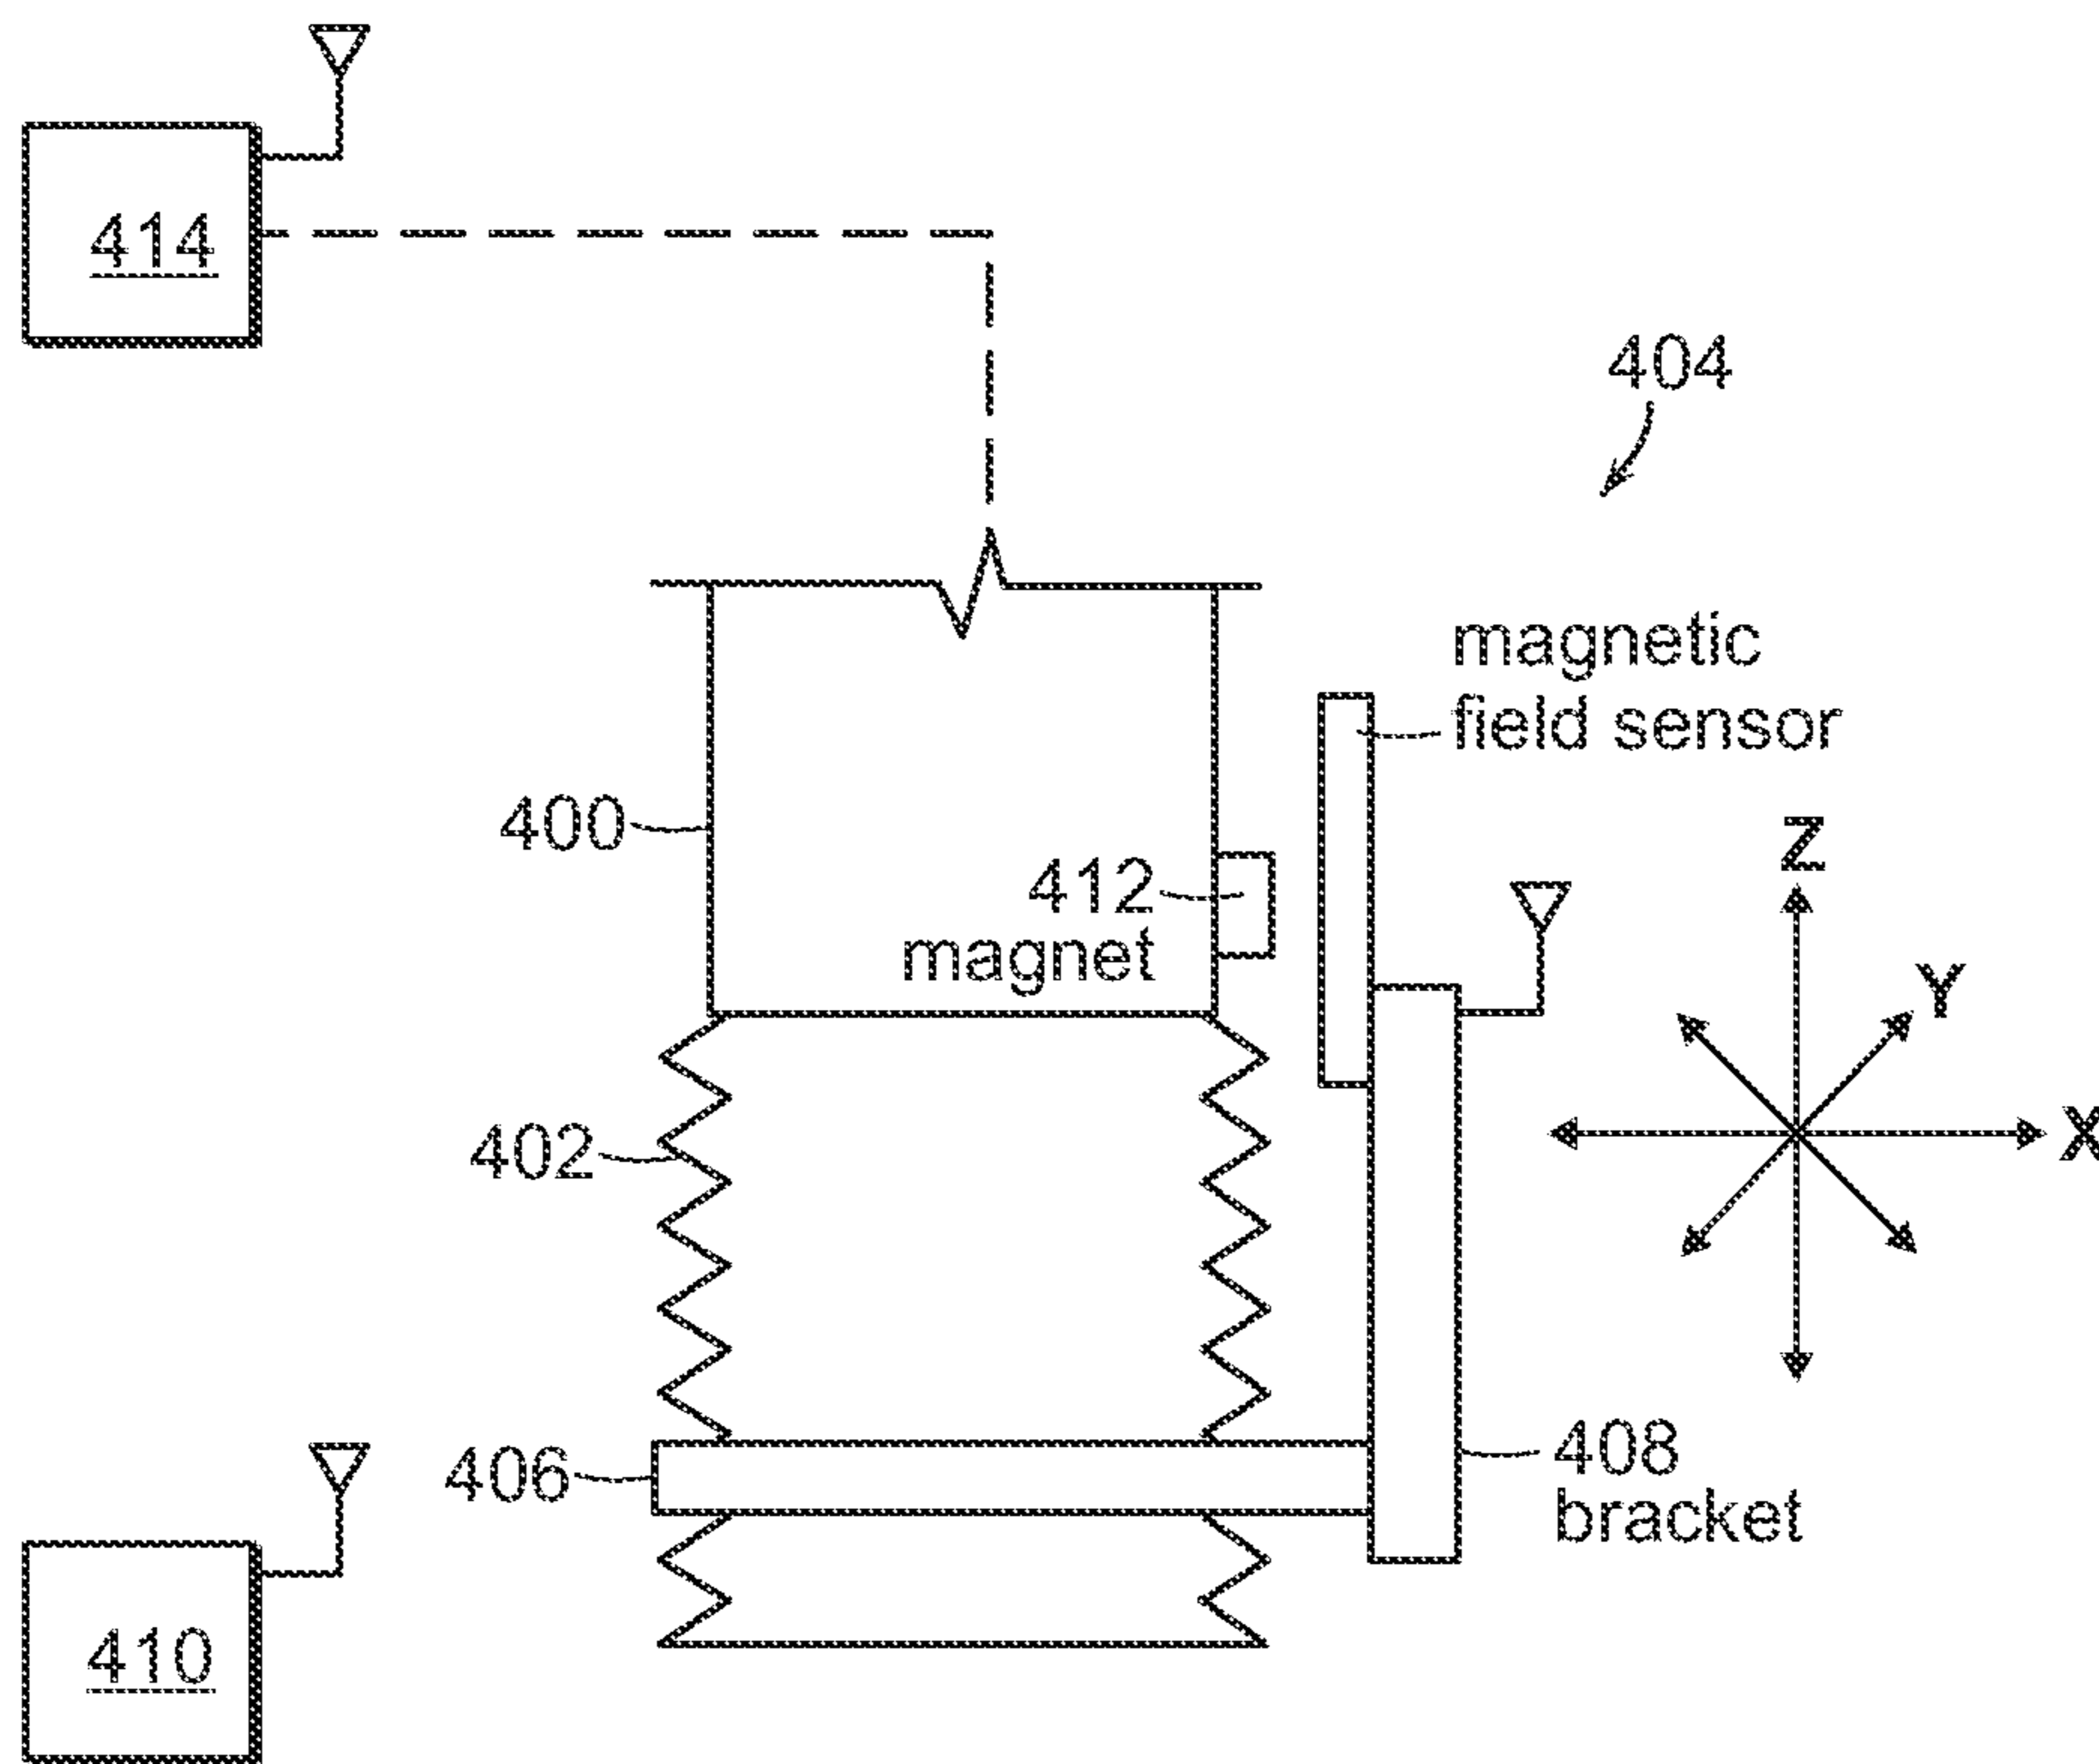 414
404
magnetic
field sensor
400
412
magnet
Z
Y
X
402
406
408
bracket
410